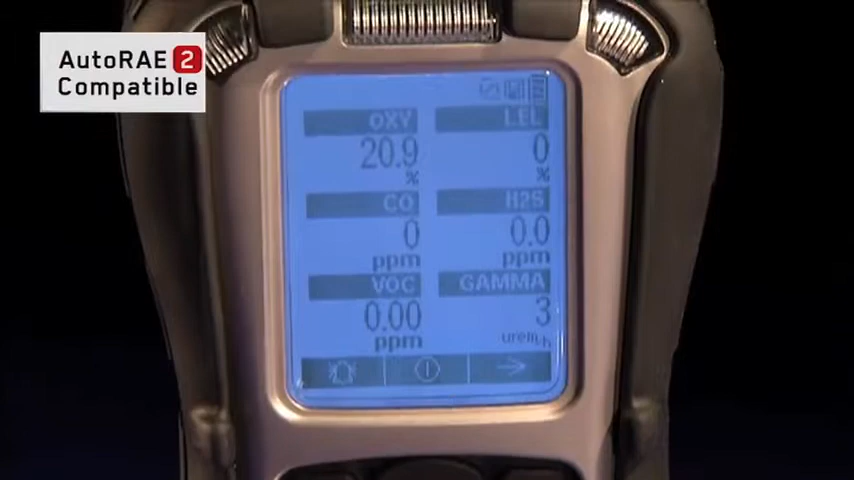 AutoRAE 2
Compatible
OXY LEL
20.9 0
% %
CO H2S
0 0.0
ppm ppm
VOC GAMMA
0.00 3
ppm urem/h